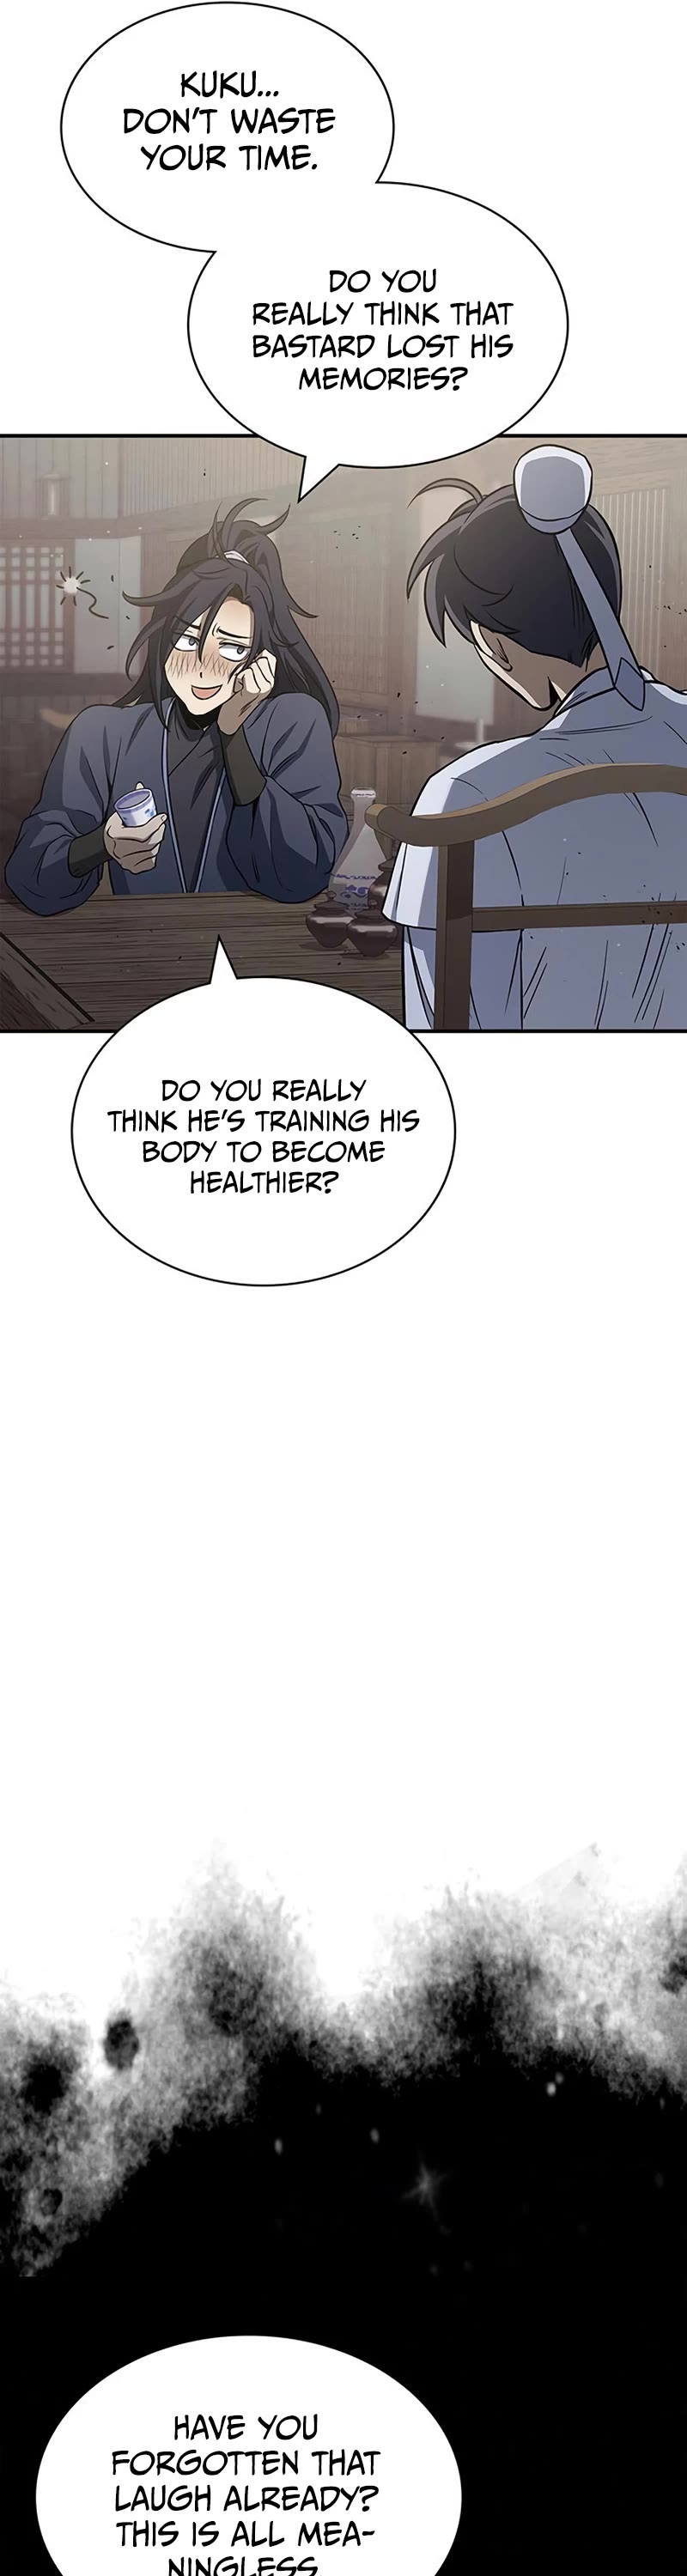 KUKU...
DON'T WASTE
YOUR TIME.
DO YOU
REALLY THINK THAT
BASTARD LOST HIS
MEMORIES?
DO YOU REALLY
THINK HE'S TRAINING HIS
BODY TO BECOME
HEALTHIER?
HAVE YOU
FORGOTTEN THAT
LAUGH ALREADY?
THIS IS ALL MEA-
NINGLESS